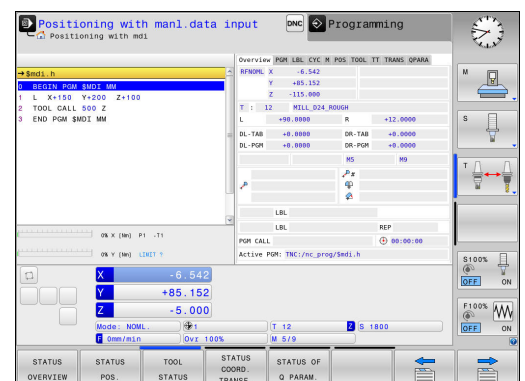 Positioning with manl.data input
Positioning with mdi
DNC
Programming
→$mdi.h
0 BEGIN PGM $MDI MM
1 L X+150 Y+200 Z+100
2 TOOL CALL 500 Z
3 END PGM $MDI MM
0% X [Nm] P1 -T1
0% Y [Nm] LIMIT ?
Overview PGM LBL CYC M POS TOOL TT TRANS QPARA
RFNOML X -6.542
Y +85.152
Z -115.000
T : 12 MILL_D24_ROUGH
L +90.0000 R +12.0000
DL-TAB +0.0000 DR-TAB +0.0000
DL-PGM +0.0000 DR-PGM +0.0000
M5 M9
P P#
LBL
LBL REP
PGM CALL 00:00:00
Active PGM: TNC:/nc_prog/$mdi.h
X -6.542
Y +85.152
Z -5.000
Mode: NOML. 1 T 12 Z S 1800
F 0mm/min Ovr 100% M 5/9
M
S
T
S100%
OFF ON
F100%
OFF ON
STATUS OVERVIEW
STATUS POS.
TOOL STATUS
STATUS COORD. TRANSF.
STATUS OF Q PARAM.